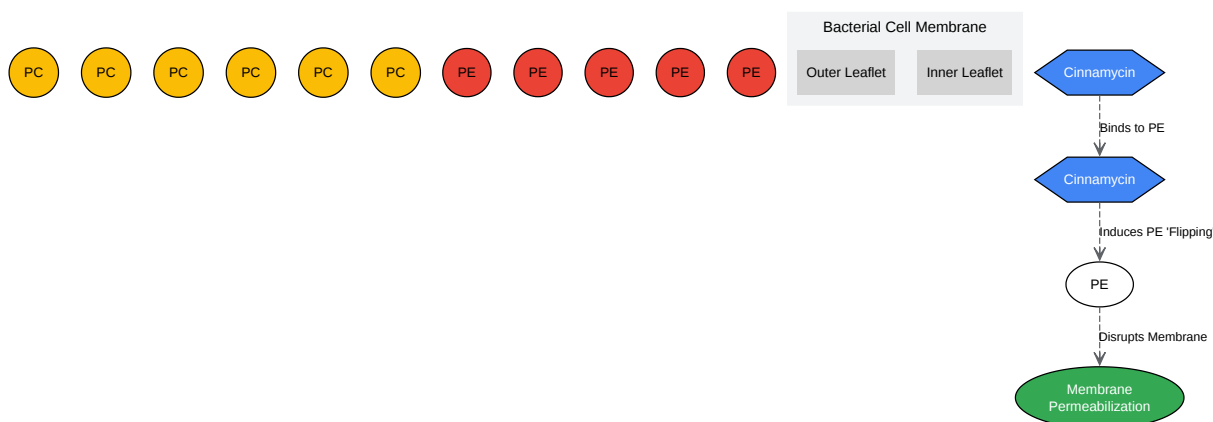 Bacterial Cell Membrane
PC PC PC PC PC PC PE PE PE PE PE Outer Leaflet Inner Leaflet Cinnamycin
Binds to PE
Cinnamycin
Induces PE 'Flipping
PE
Disrupts Membrane
Membrane
Permeabilization